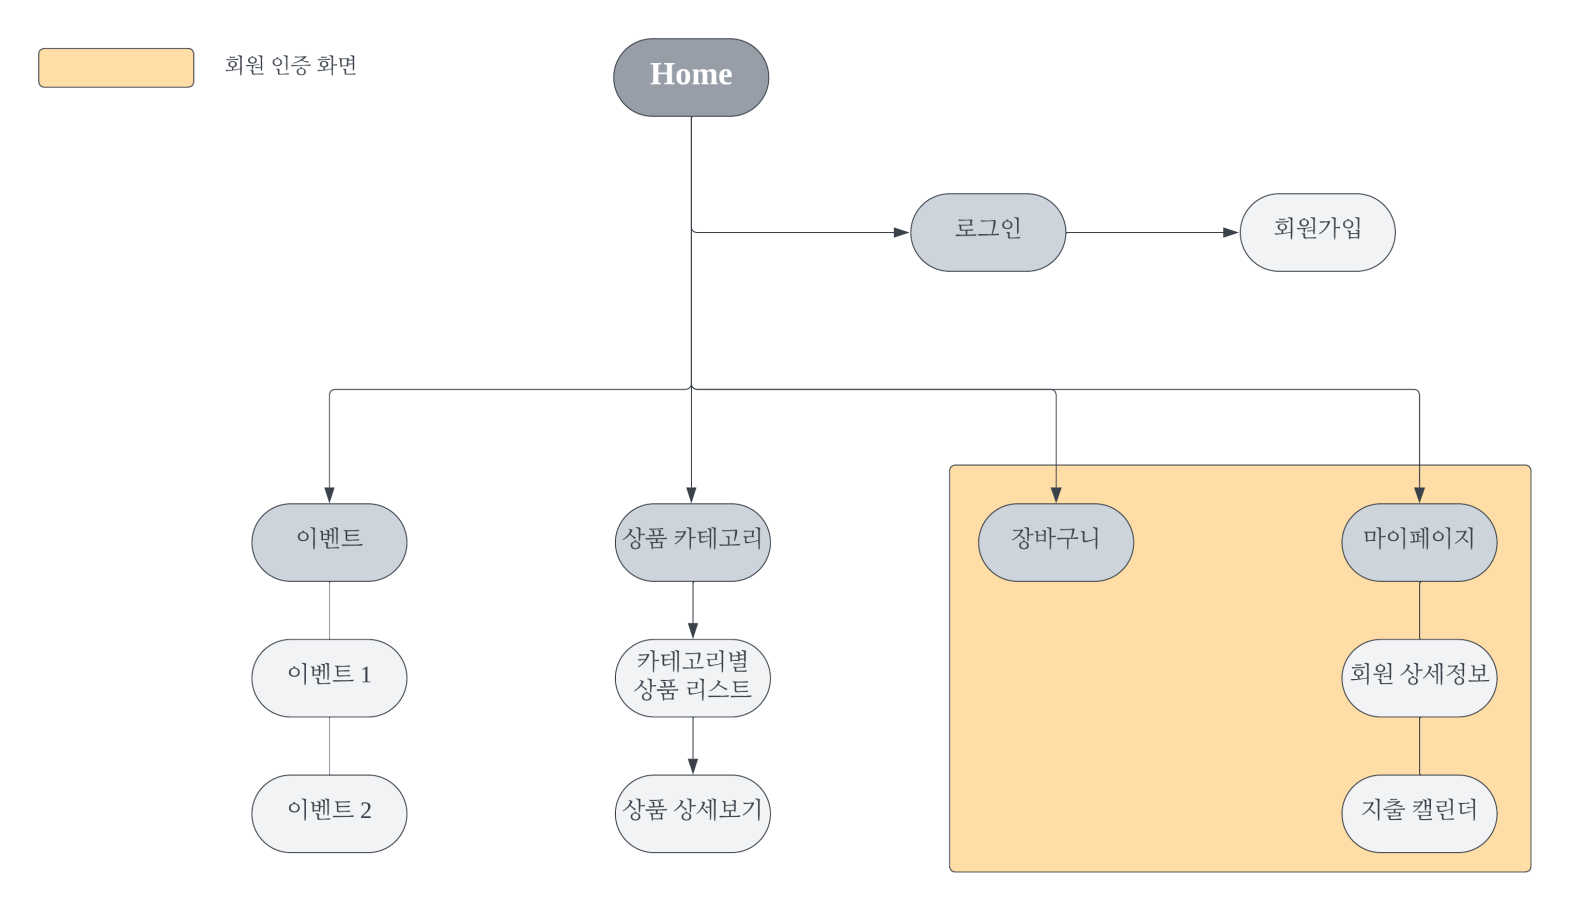 회원 인증 화면
Home
로그인
회원가입
이벤트
상품 카테고리
장바구니
마이페이지
이벤트 1
카테고리별
상품 리스트
회원 상세정보
이벤트 2
상품 상세보기
지출 캘린더